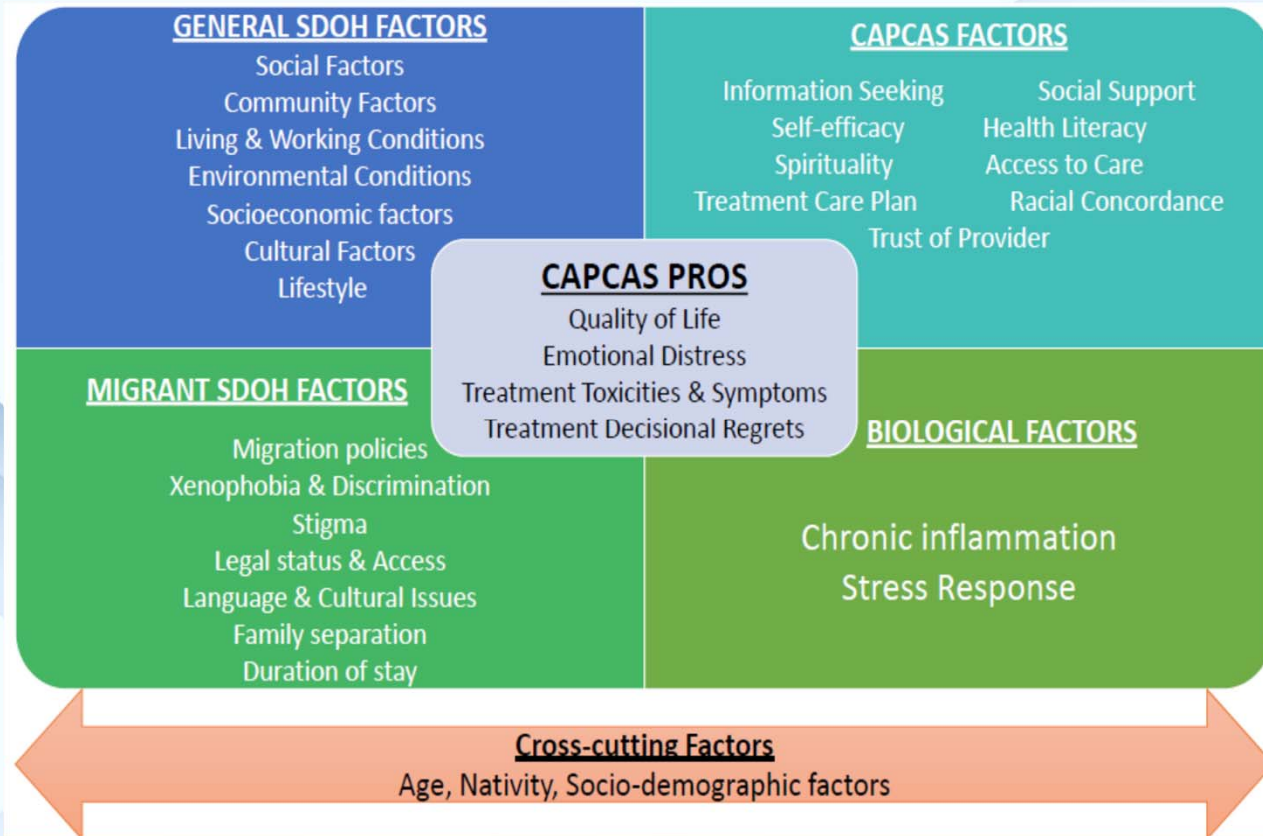 GENERAL SDOH FACTORS
Social Factors
Community Factors
Living & Working Conditions
Environmental Conditions
Socioeconomic factors
Cultural Factors
Lifestyle
CAPCAS FACTORS
Information Seeking Social Support
Self-efficacy Health Literacy
Spirituality Access to Care
Treatment Care Plan Racial Concordance
Trust of Provider
CAPCAS PROS
Quality of Life
Emotional Distress
Treatment Toxicities & Symptoms
Treatment Decisional Regrets
MIGRANT SDOH FACTORS
Migration policies
Xenophobia & Discrimination
Stigma
Legal status & Access
Language & Cultural Issues
Family separation
Duration of stay
BIOLOGICAL FACTORS
Chronic inflammation
Stress Response
Cross-cutting Factors
Age, Nativity, Socio-demographic factors